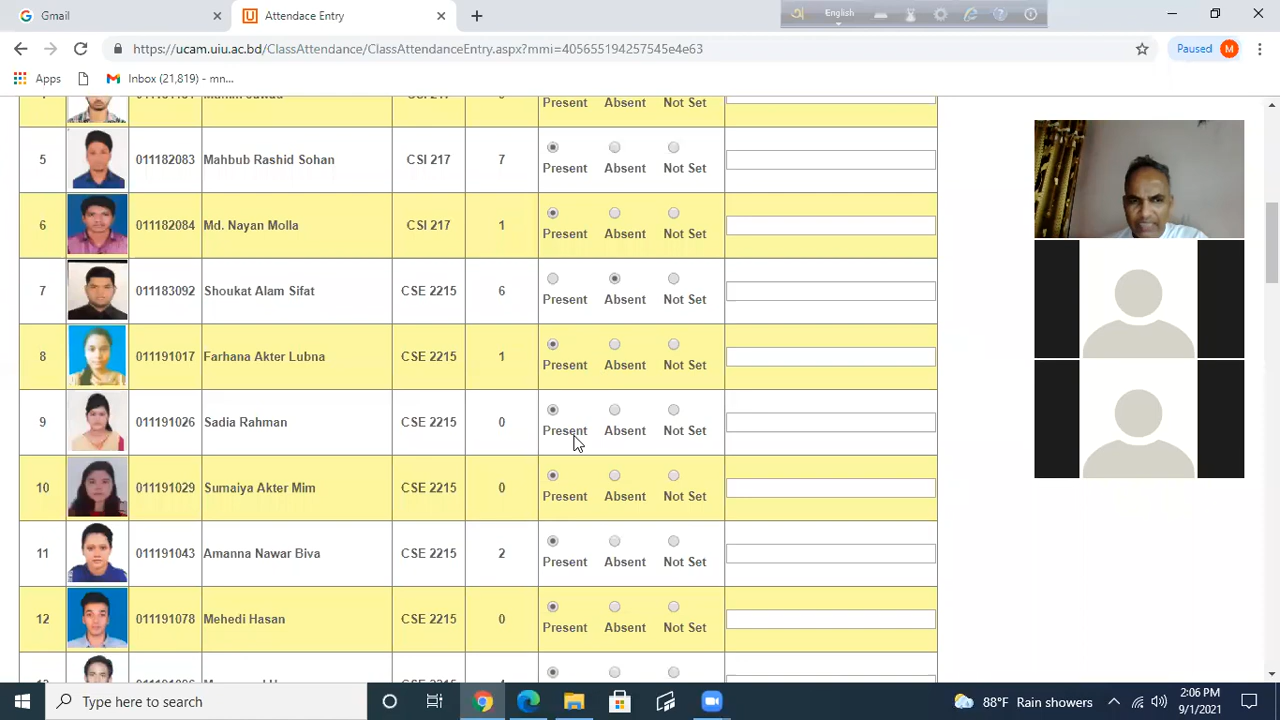 Gmail
Attendace Entry
English
https://ucam.uiu.ac.bd/ClassAttendance/ClassAttendanceEntry.aspx?mmi=405655194257545e4e63
Paused M
Apps
Inbox (21,819) - mn...
Present Absent Not Set
5 011182083 Mahbub Rashid Sohan CSI 217 7
Present Absent Not Set
6 011182084 Md. Nayan Molla CSI 217 1
Present Absent Not Set
7 011183092 Shoukat Alam Sifat CSE 2215 6
Present Absent Not Set
8 011191017 Farhana Akter Lubna CSE 2215 1
Present Absent Not Set
9 011191026 Sadia Rahman CSE 2215 0
Present Absent Not Set
10 011191029 Sumaiya Akter Mim CSE 2215 0
Present Absent Not Set
11 011191043 Amanna Nawar Biva CSE 2215 2
Present Absent Not Set
12 011191078 Mehedi Hasan CSE 2215 0
Present Absent Not Set
Type here to search
88°F Rain showers
2:06 PM
9/1/2021